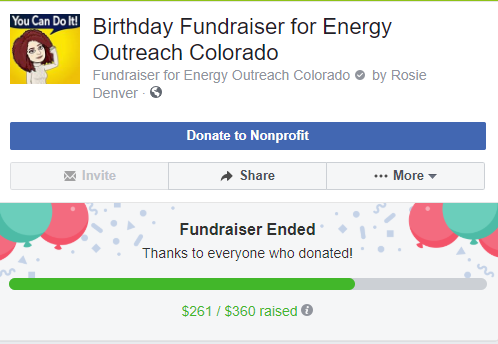 You Can Do It!
Birthday Fundraiser for Energy
Outreach Colorado
Fundraiser for Energy Outreach Colorado by Rosie
Denver ·
Donate to Nonprofit
Invite
Share
••• More
Fundraiser Ended
Thanks to everyone who donated!
$261 / $360 raised